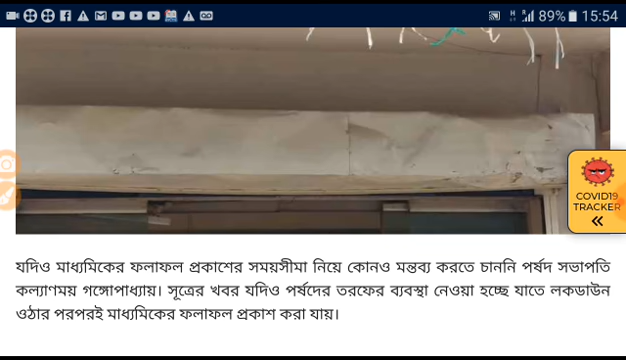 89% 15:54
COVID19
TRACKER
যদিও মাধ্যমিকের ফলাফল প্রকাশের সময়সীমা নিয়ে কোনও মন্তব্য করতে চাননি পর্ষদ সভাপতি
কল্যাণময় গঙ্গোপাধ্যায়। সূত্রের খবর যদিও পর্ষদের তরফের ব্যবস্থা নেওয়া হচ্ছে যাতে লকডাউন
ওঠার পরপরই মাধ্যমিকের ফলাফল প্রকাশ করা যায়।